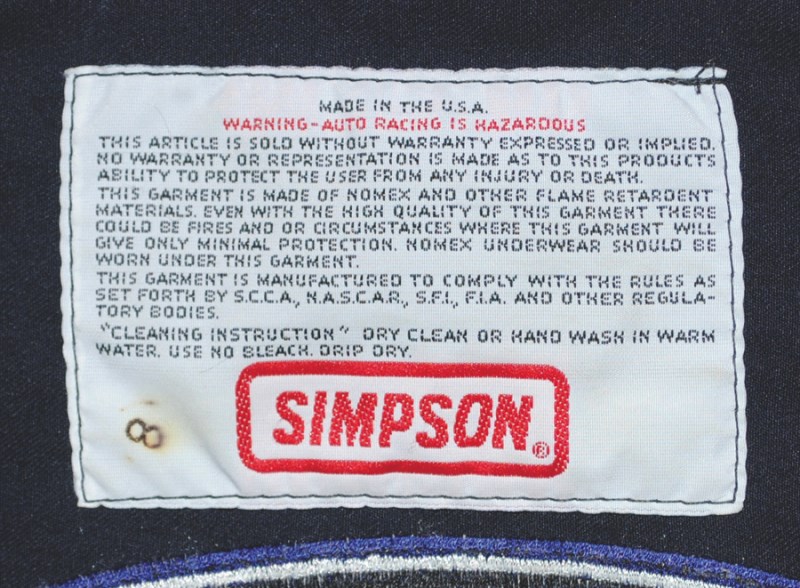 MADE IN THE U.S.A.
WARNING-AUTO RACING IS HAZARDOUS
THIS ARTICLE IS SOLD WITHOUT WARRANTY EXPRESSED OR IMPLIED.
NO WARRANTY OR REPRESENTATION IS MADE AS TO THIS PRODUCTS
ABILITY TO PROTECT THE USER FROM ANY INJURY OR DEATH.
THIS GARMENT IS MADE OF NOMEX AND OTHER FLAME RETARDENT
MATERIALS. EVEN WITH THE HIGH QUALITY OF THIS GARMENT THERE
COULD BE FIRES AND OR CIRCUMSTANCES WHERE THIS GARMENT WILL
GIVE ONLY MINIMAL PROTECTION. NOMEX UNDERWEAR SHOULD BE
WORN UNDER THIS GARMENT.
THIS GARMENT IS MANUFACTURED TO COMPLY WITH THE RULES AS
SET FORTH BY S.C.C.A., N.A.S.C.A.R., S.F.I., F.I.A. AND OTHER REGULA-
TORY BODIES.
"CLEANING INSTRUCTION" DRY CLEAN OR HAND WASH IN WARM
WATER. USE NO BLEACH. DRIP DRY.
SIMPSON®
8